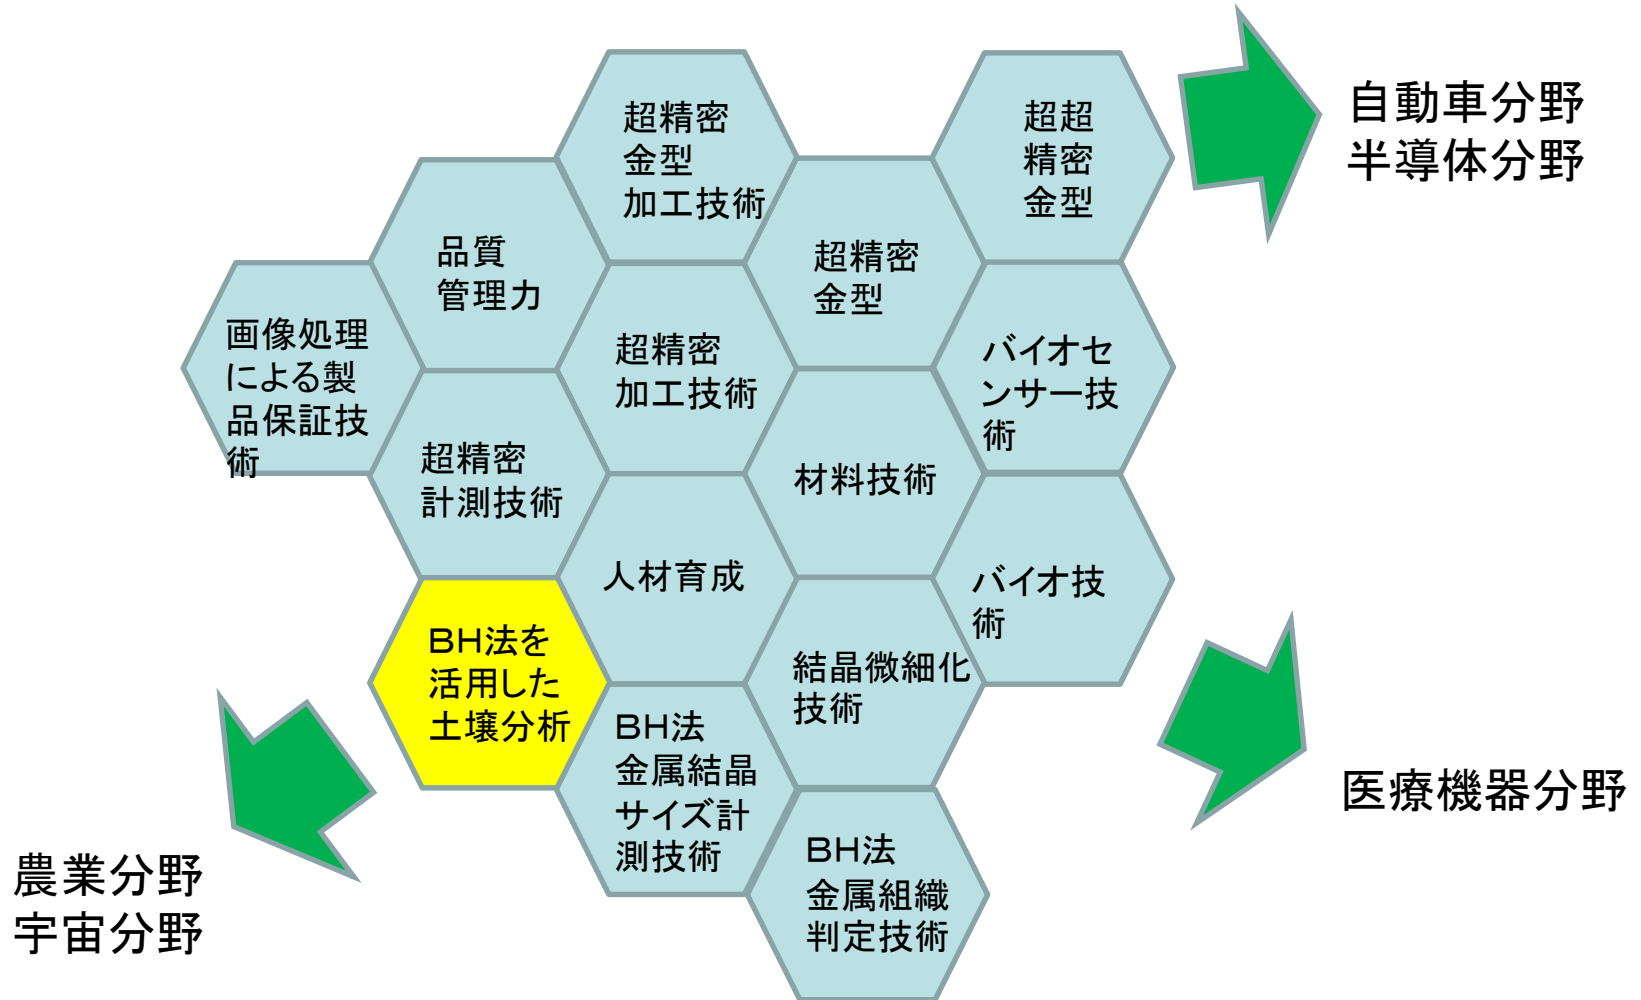 超精密
金型
加工技術
超超
精密
金型
自動車分野
半導体分野
品質
管理力
超精密
金型
画像処理
による製
品保証技
術
超精密
加工技術
バイオセ
ンサー技
術
超精密
計測技術
材料技術
人材育成
バイオ技
術
BH法を
活用した
土壌分析
結晶微細化
技術
BH法
金属結晶
サイズ計
測技術
医療機器分野
BH法
金属組織
判定技術
農業分野
宇宙分野